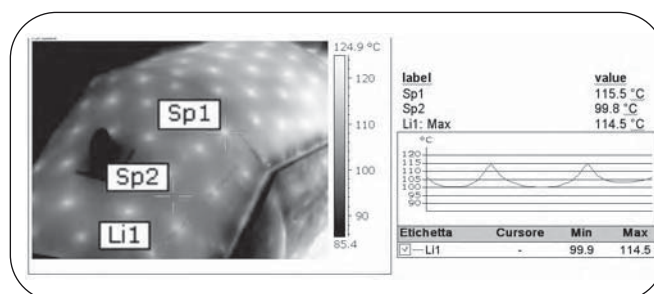 124.9 °C
120
110
100
90
85.4
Sp1
Sp2
Li1
label value
Sp1 115.5 °C
Sp2 99.8 °C
Li1: Max 114.5 °C
°C
120
115
110
105
100
95
90
Etichetta Cursore Min Max
Li1 - 99.9 114.5